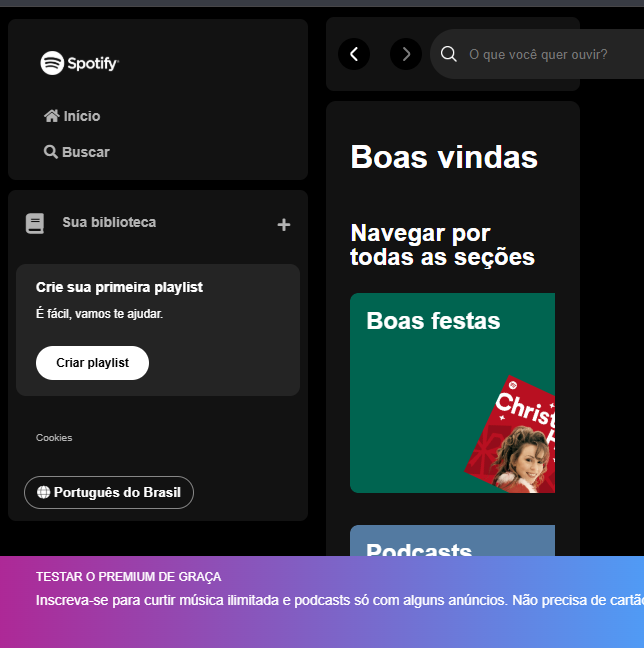 Spotify
Início
Buscar
Sua biblioteca
Crie sua primeira playlist
É fácil, vamos te ajudar.
Criar playlist
Cookies
Português do Brasil
O que você quer ouvir?
Boas vindas
Navegar por
todas as seções
Boas festas
Podcasts
TESTAR O PREMIUM DE GRAÇA
Inscreva-se para curtir música ilimitada e podcasts só com alguns anúncios. Não precisa de